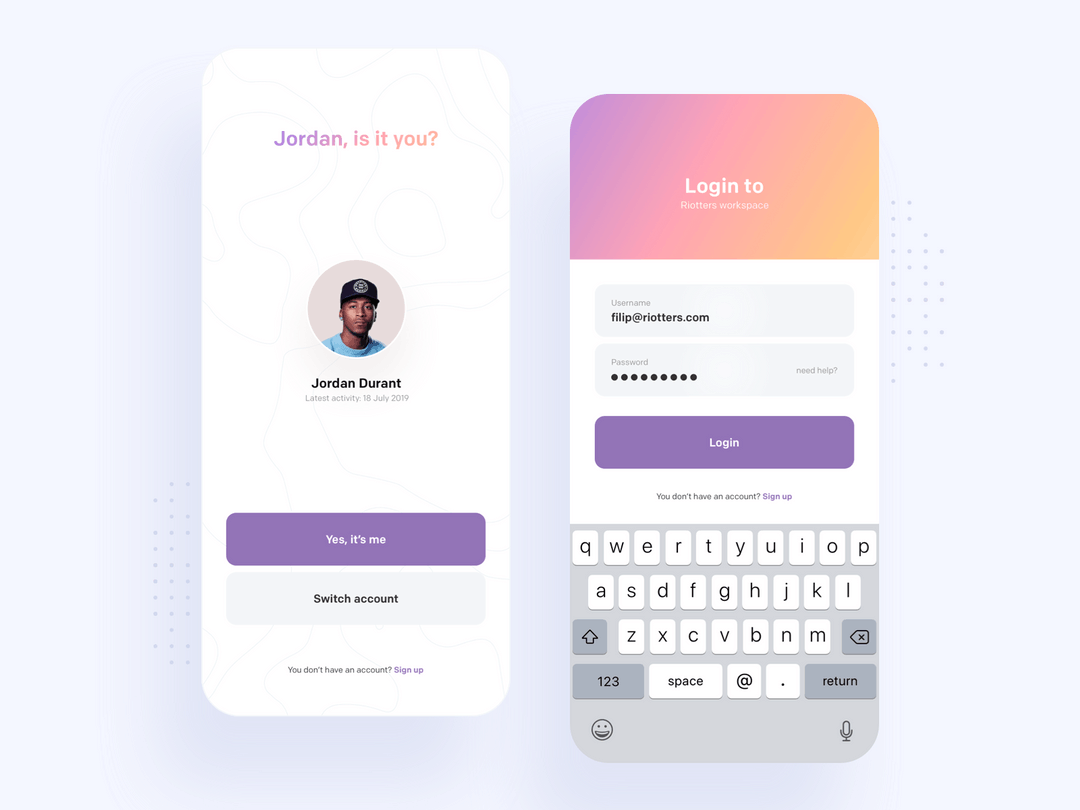 Jordan, is it you?
Jordan Durant
Latest activity: 18 July 2019
Yes, it's me
Switch account
You don't have an account? Sign up
Login to
Riotters workspace
Username
filip@riotters.com
Password
need help?
Login
You don't have an account? Sign up
q w e r t y u i o p
a s d f g h j k l
z x c v b n m
123 space @ . return